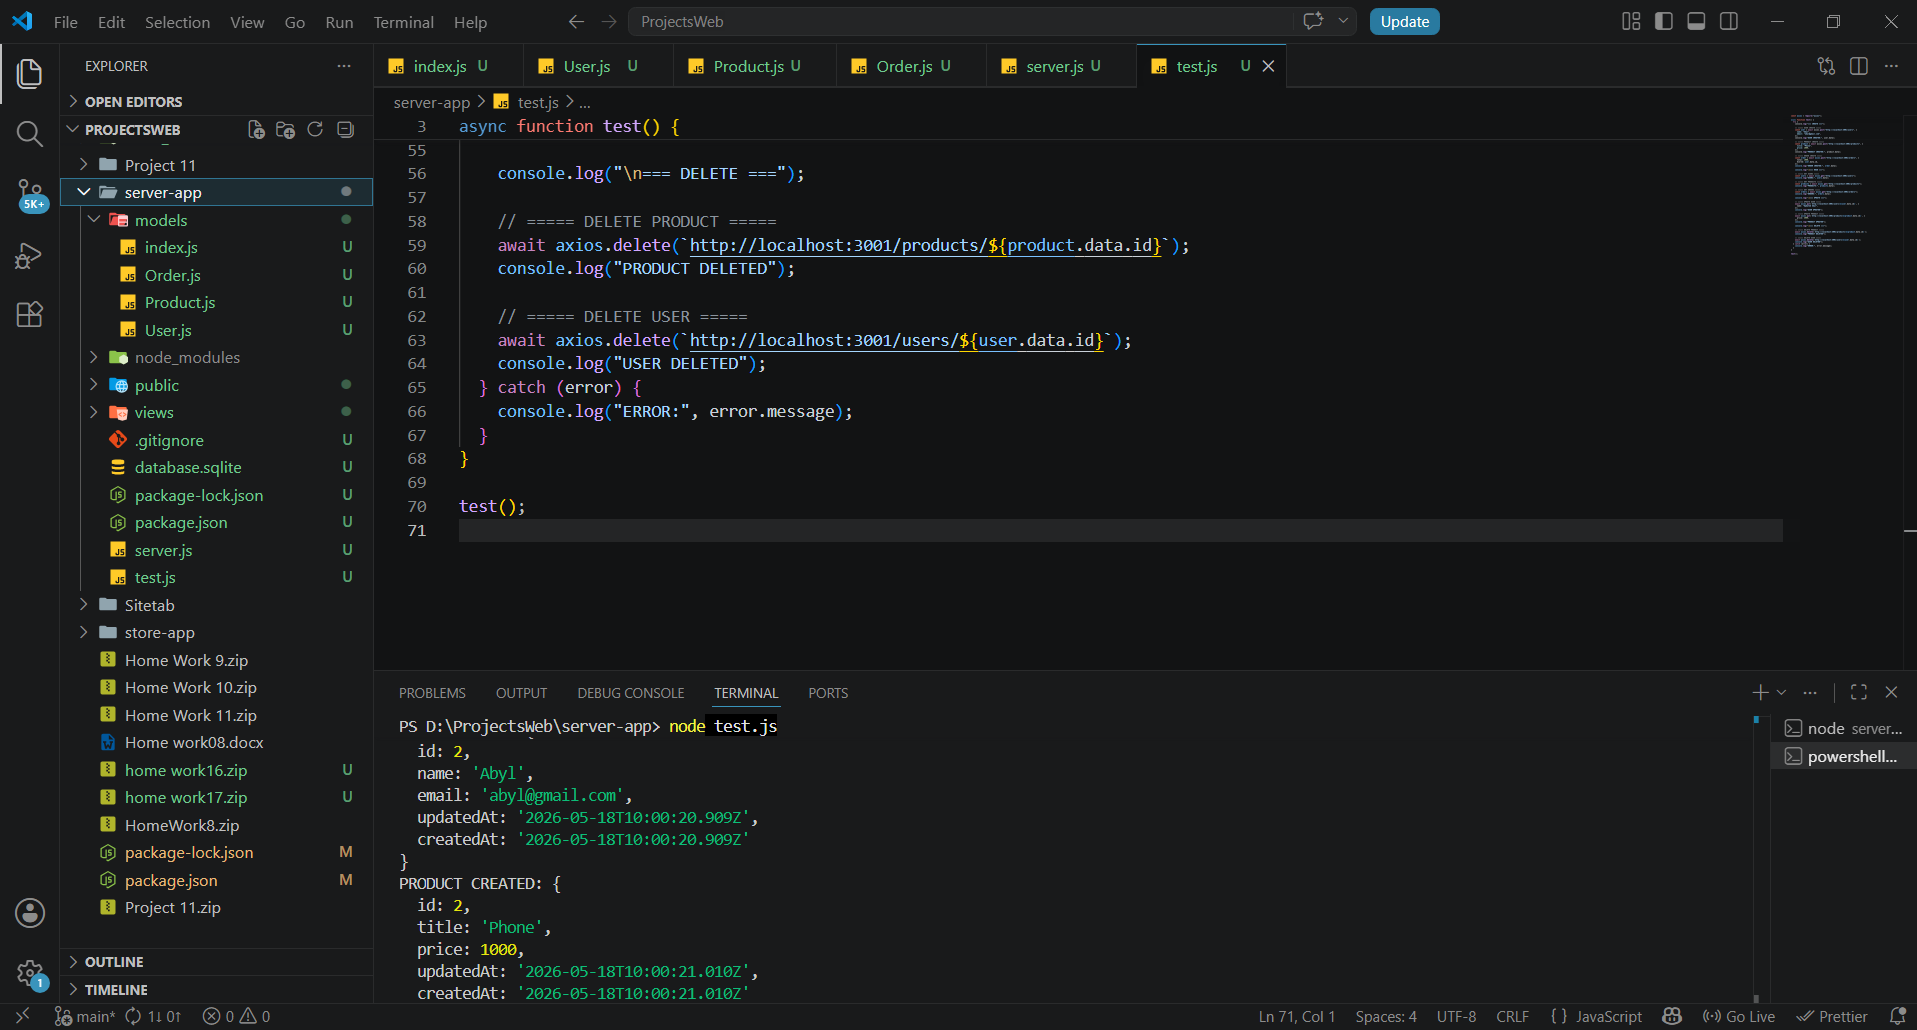 File Edit Selection View Go Run Terminal Help
ProjectsWeb
Update
EXPLORER
OPEN EDITORS
PROJECTSWEB
Project 11
server-app
models
index.js U
Order.js U
Product.js U
User.js U
node_modules
public
views
.gitignore U
database.sqlite U
package-lock.json U
package.json U
server.js U
test.js U
Sitetab
store-app
Home Work 9.zip
Home Work 10.zip
Home Work 11.zip
Home work08.docx
home work16.zip U
home work17.zip U
HomeWork8.zip
package-lock.json M
package.json M
Project 11.zip
OUTLINE
TIMELINE
5K+
1
index.js U User.js U Product.js U Order.js U server.js U test.js U
server-app > test.js > ...
3 async function test() {
55
56 console.log("\n=== DELETE ===");
57
58 // ===== DELETE PRODUCT =====
59 await axios.delete(`http://localhost:3001/products/${product.data.id}`);
60 console.log("PRODUCT DELETED");
61
62 // ===== DELETE USER =====
63 await axios.delete(`http://localhost:3001/users/${user.data.id}`);
64 console.log("USER DELETED");
65 } catch (error) {
66 console.log("ERROR:", error.message);
67 }
68 }
69
70 test();
71
PROBLEMS OUTPUT DEBUG CONSOLE TERMINAL PORTS
PS D:\ProjectsWeb\server-app> node test.js
id: 2,
name: 'Abyl',
email: 'abyl@gmail.com',
updatedAt: '2026-05-18T10:00:20.909Z',
createdAt: '2026-05-18T10:00:20.909Z'
}
PRODUCT CREATED: {
id: 2,
title: 'Phone',
price: 1000,
updatedAt: '2026-05-18T10:00:21.010Z',
createdAt: '2026-05-18T10:00:21.010Z'
node server...
powershell...
main* 1↓ 0↑ 0 0
Ln 71, Col 1 Spaces: 4 UTF-8 CRLF {} JavaScript Go Live Prettier